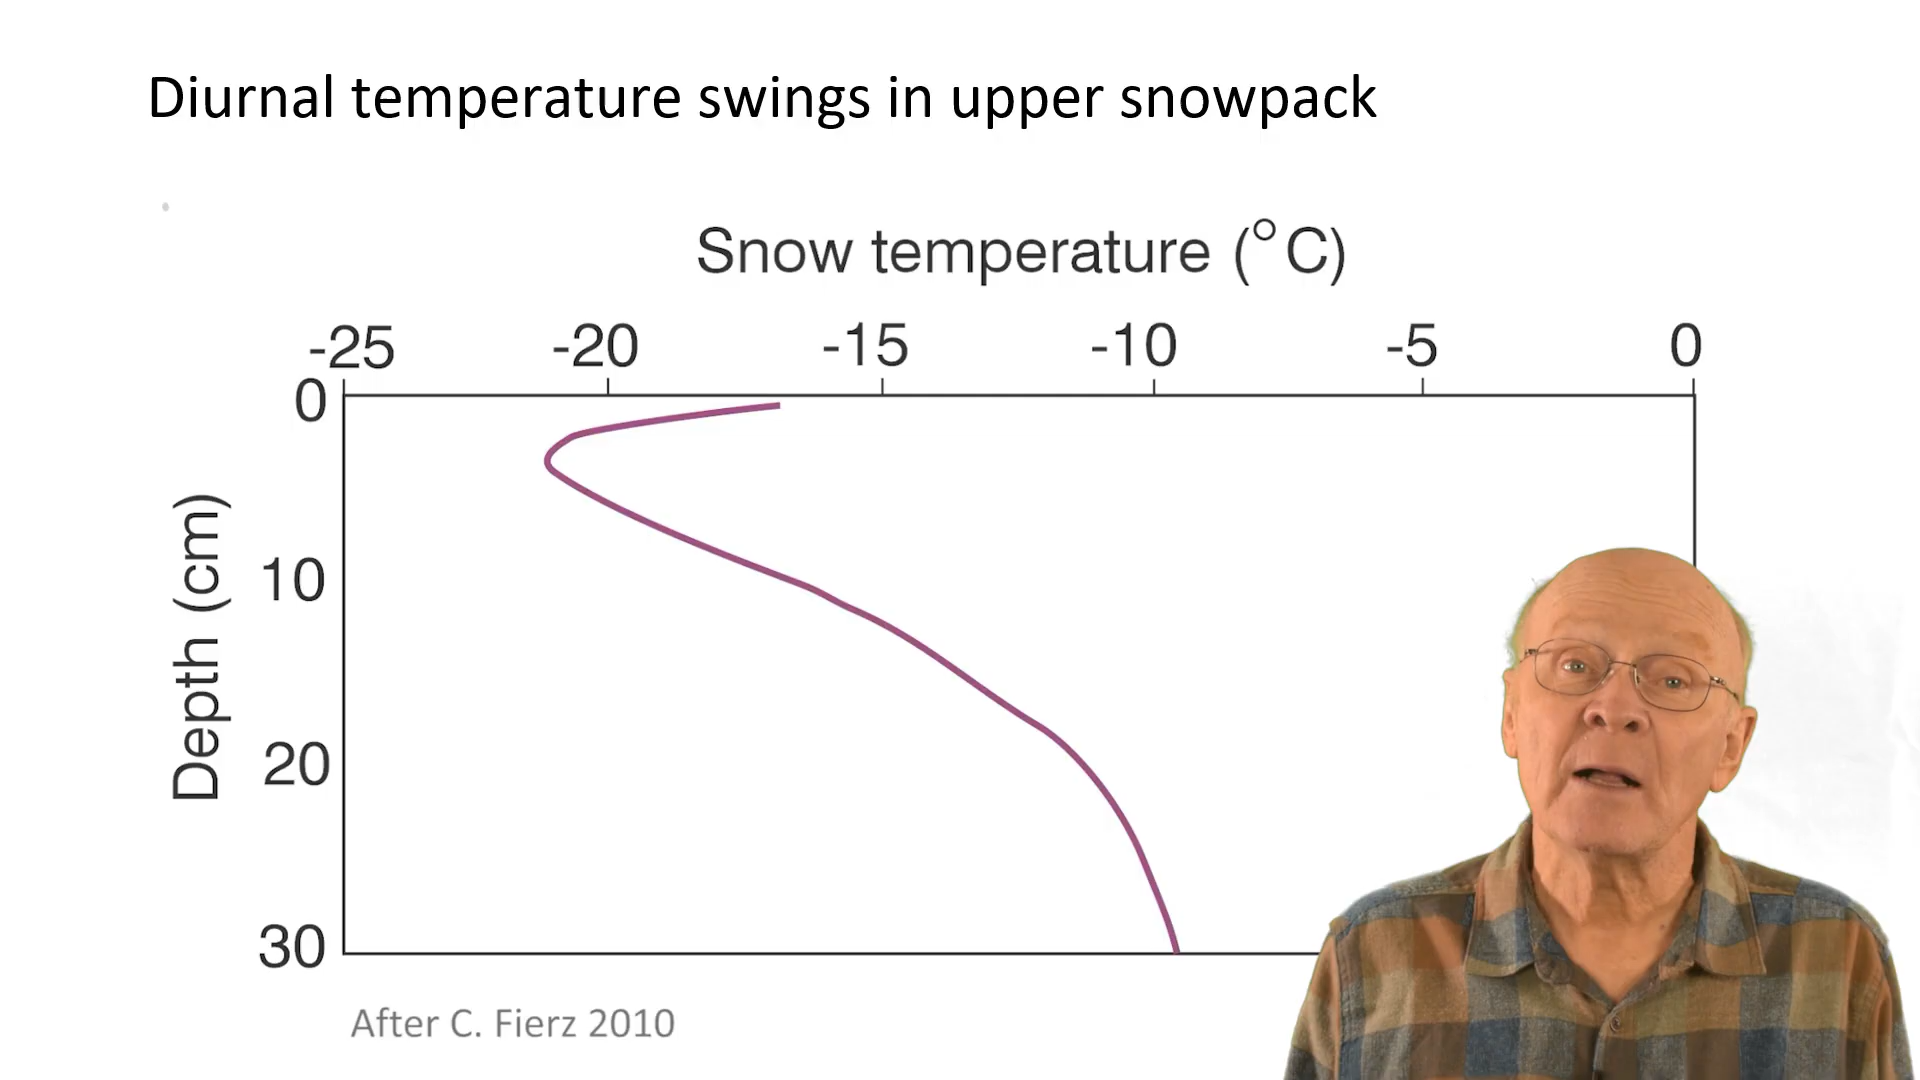 Diurnal temperature swings in upper snowpack
Snow temperature (°C)
-25 -20 -15 -10 -5 0
0
10
20
30
Depth (cm)
After C. Fierz 2010